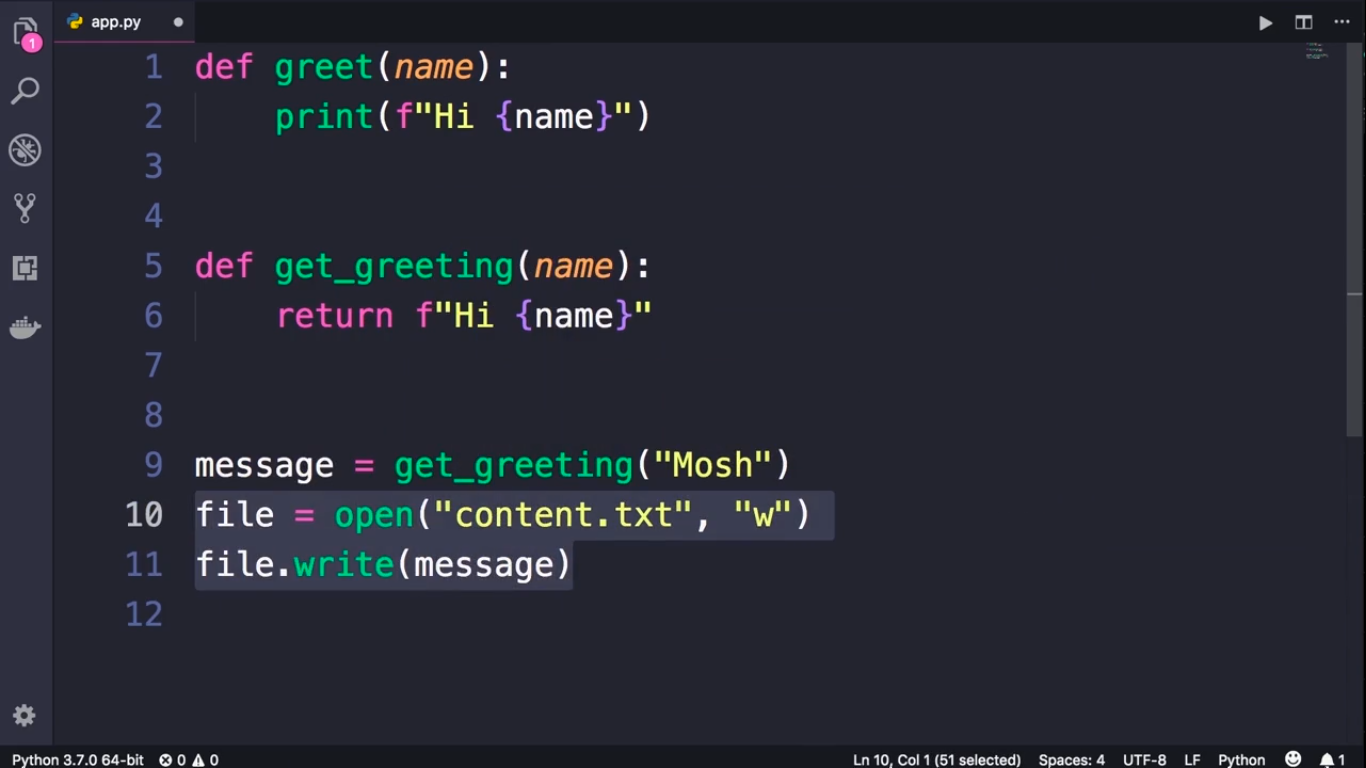 app.py
1
1 def greet(name):
2 print(f"Hi {name}")
3
4
5 def get_greeting(name):
6 return f"Hi {name}"
7
8
9 message = get_greeting("Mosh")
10 file = open("content.txt", "w")
11 file.write(message)
12
Python 3.7.0 64-bit 0 0 Ln 10, Col 1 (51 selected) Spaces: 4 UTF-8 LF Python 1